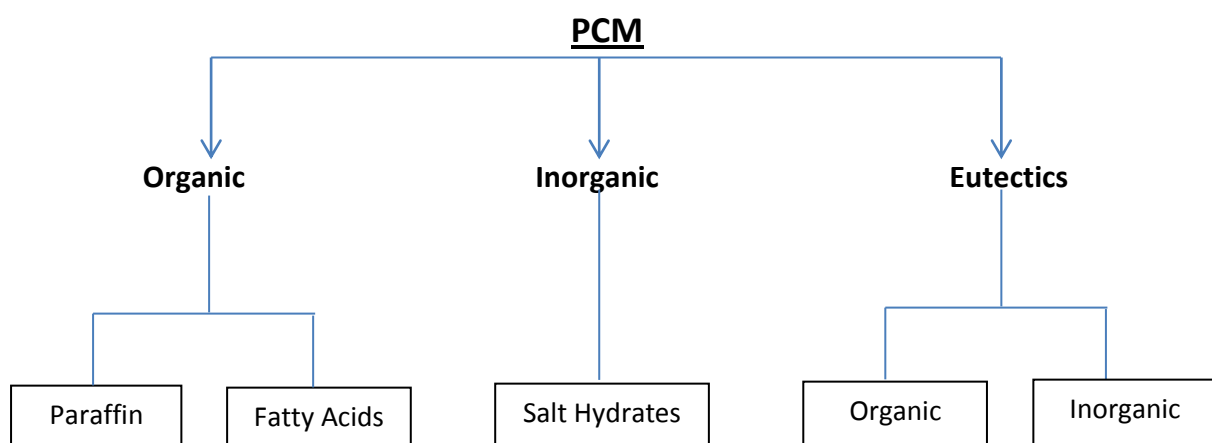 PCM
Organic
Inorganic
Eutectics
Paraffin
Fatty Acids
Salt Hydrates
Organic
Inorganic